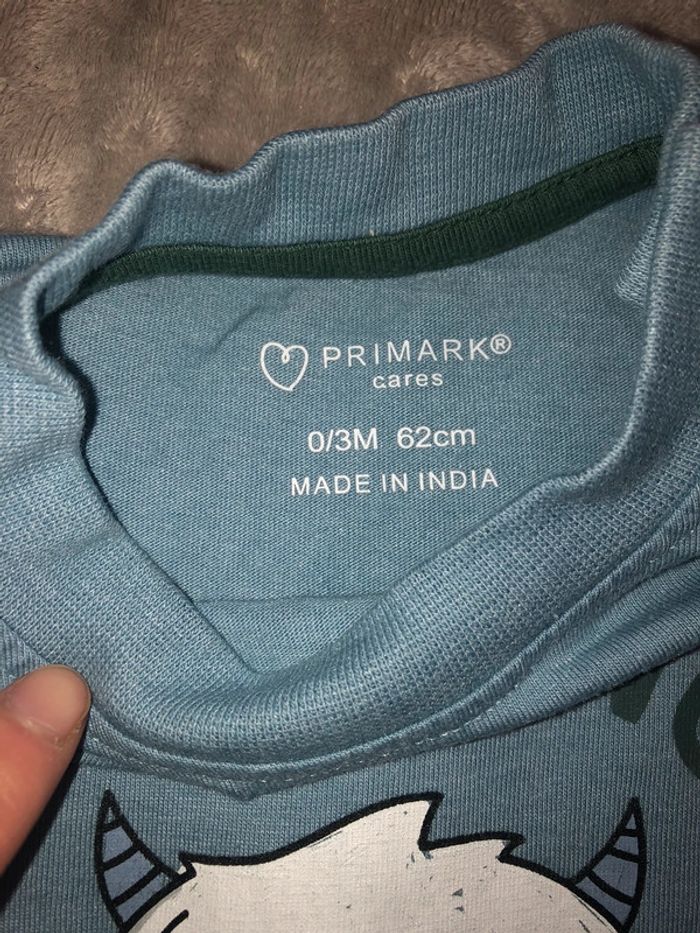 PRIMARK®
cares
0/3M 62cm
MADE IN INDIA